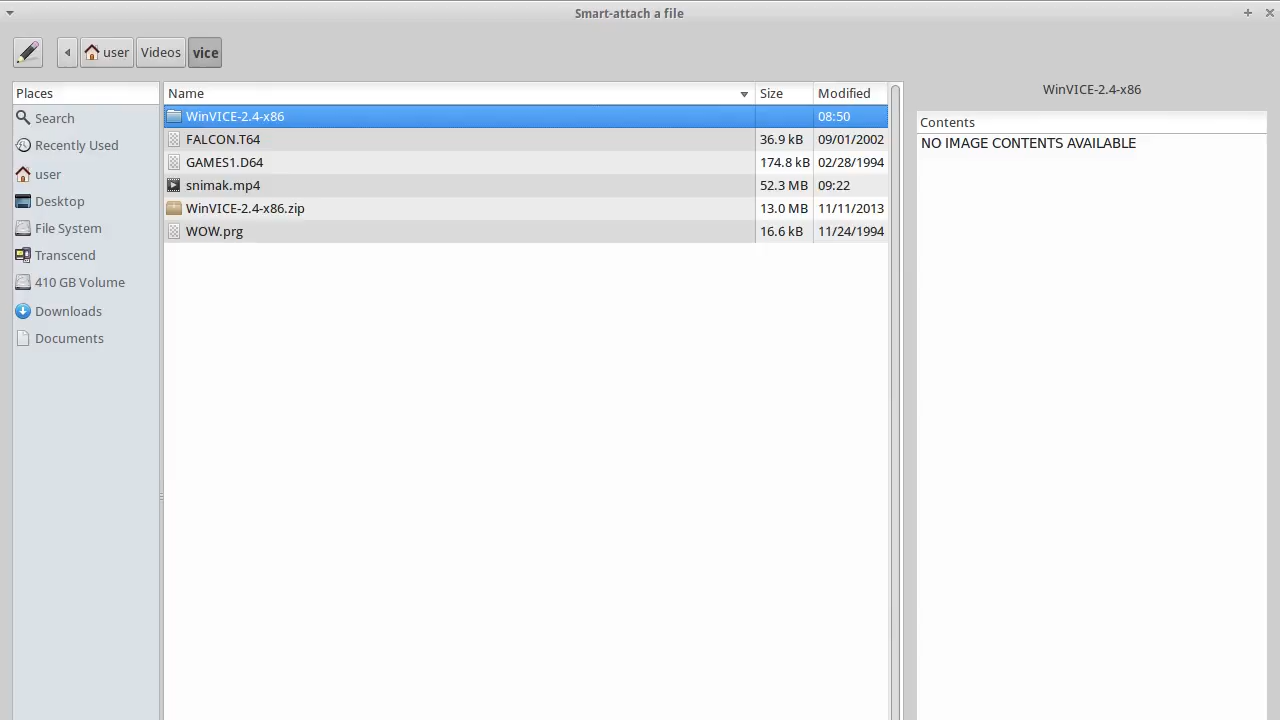 Smart-attach a file
user
Videos
vice
Places
Search
Recently Used
user
Desktop
File System
Transcend
410 GB Volume
Downloads
Documents
Name Size Modified
WinVICE-2.4-x86 08:50
FALCON.T64 36.9 kB 09/01/2002
GAMES1.D64 174.8 kB 02/28/1994
snimak.mp4 52.3 MB 09:22
WinVICE-2.4-x86.zip 13.0 MB 11/11/2013
WOW.prg 16.6 kB 11/24/1994
WinVICE-2.4-x86
Contents
NO IMAGE CONTENTS AVAILABLE